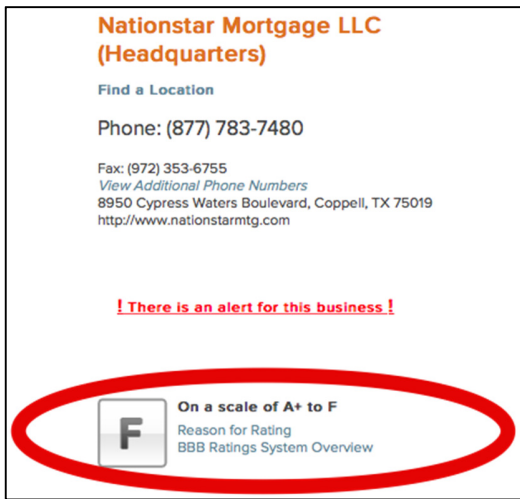 Nationstar Mortgage LLC
(Headquarters)
Find a Location
Phone: (877) 783-7480
Fax: (972) 353-6755
View Additional Phone Numbers
8950 Cypress Waters Boulevard, Coppell, TX 75019
http://www.nationstarmtg.com
! There is an alert for this business !
On a scale of A+ to F
F
Reason for Rating
BBB Ratings System Overview